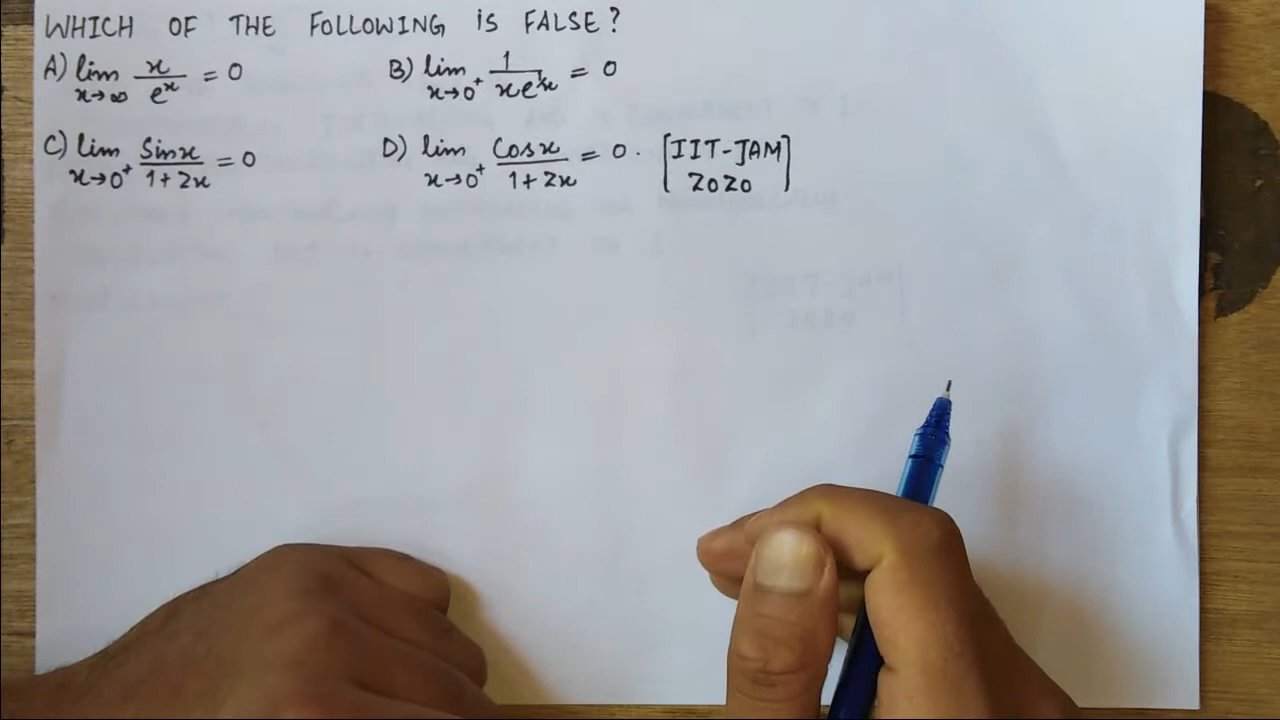 WHICH OF THE FOLLOWING IS FALSE?
A) lim x→∞ x/e^x = 0 B) lim x→0⁺ 1/(xe^(1/x)) = 0
C) lim x→0⁺ Sinx/(1+2x) = 0 D) lim x→0⁺ Cosx/(1+2x) = 0. [IIT-JAM 2020]